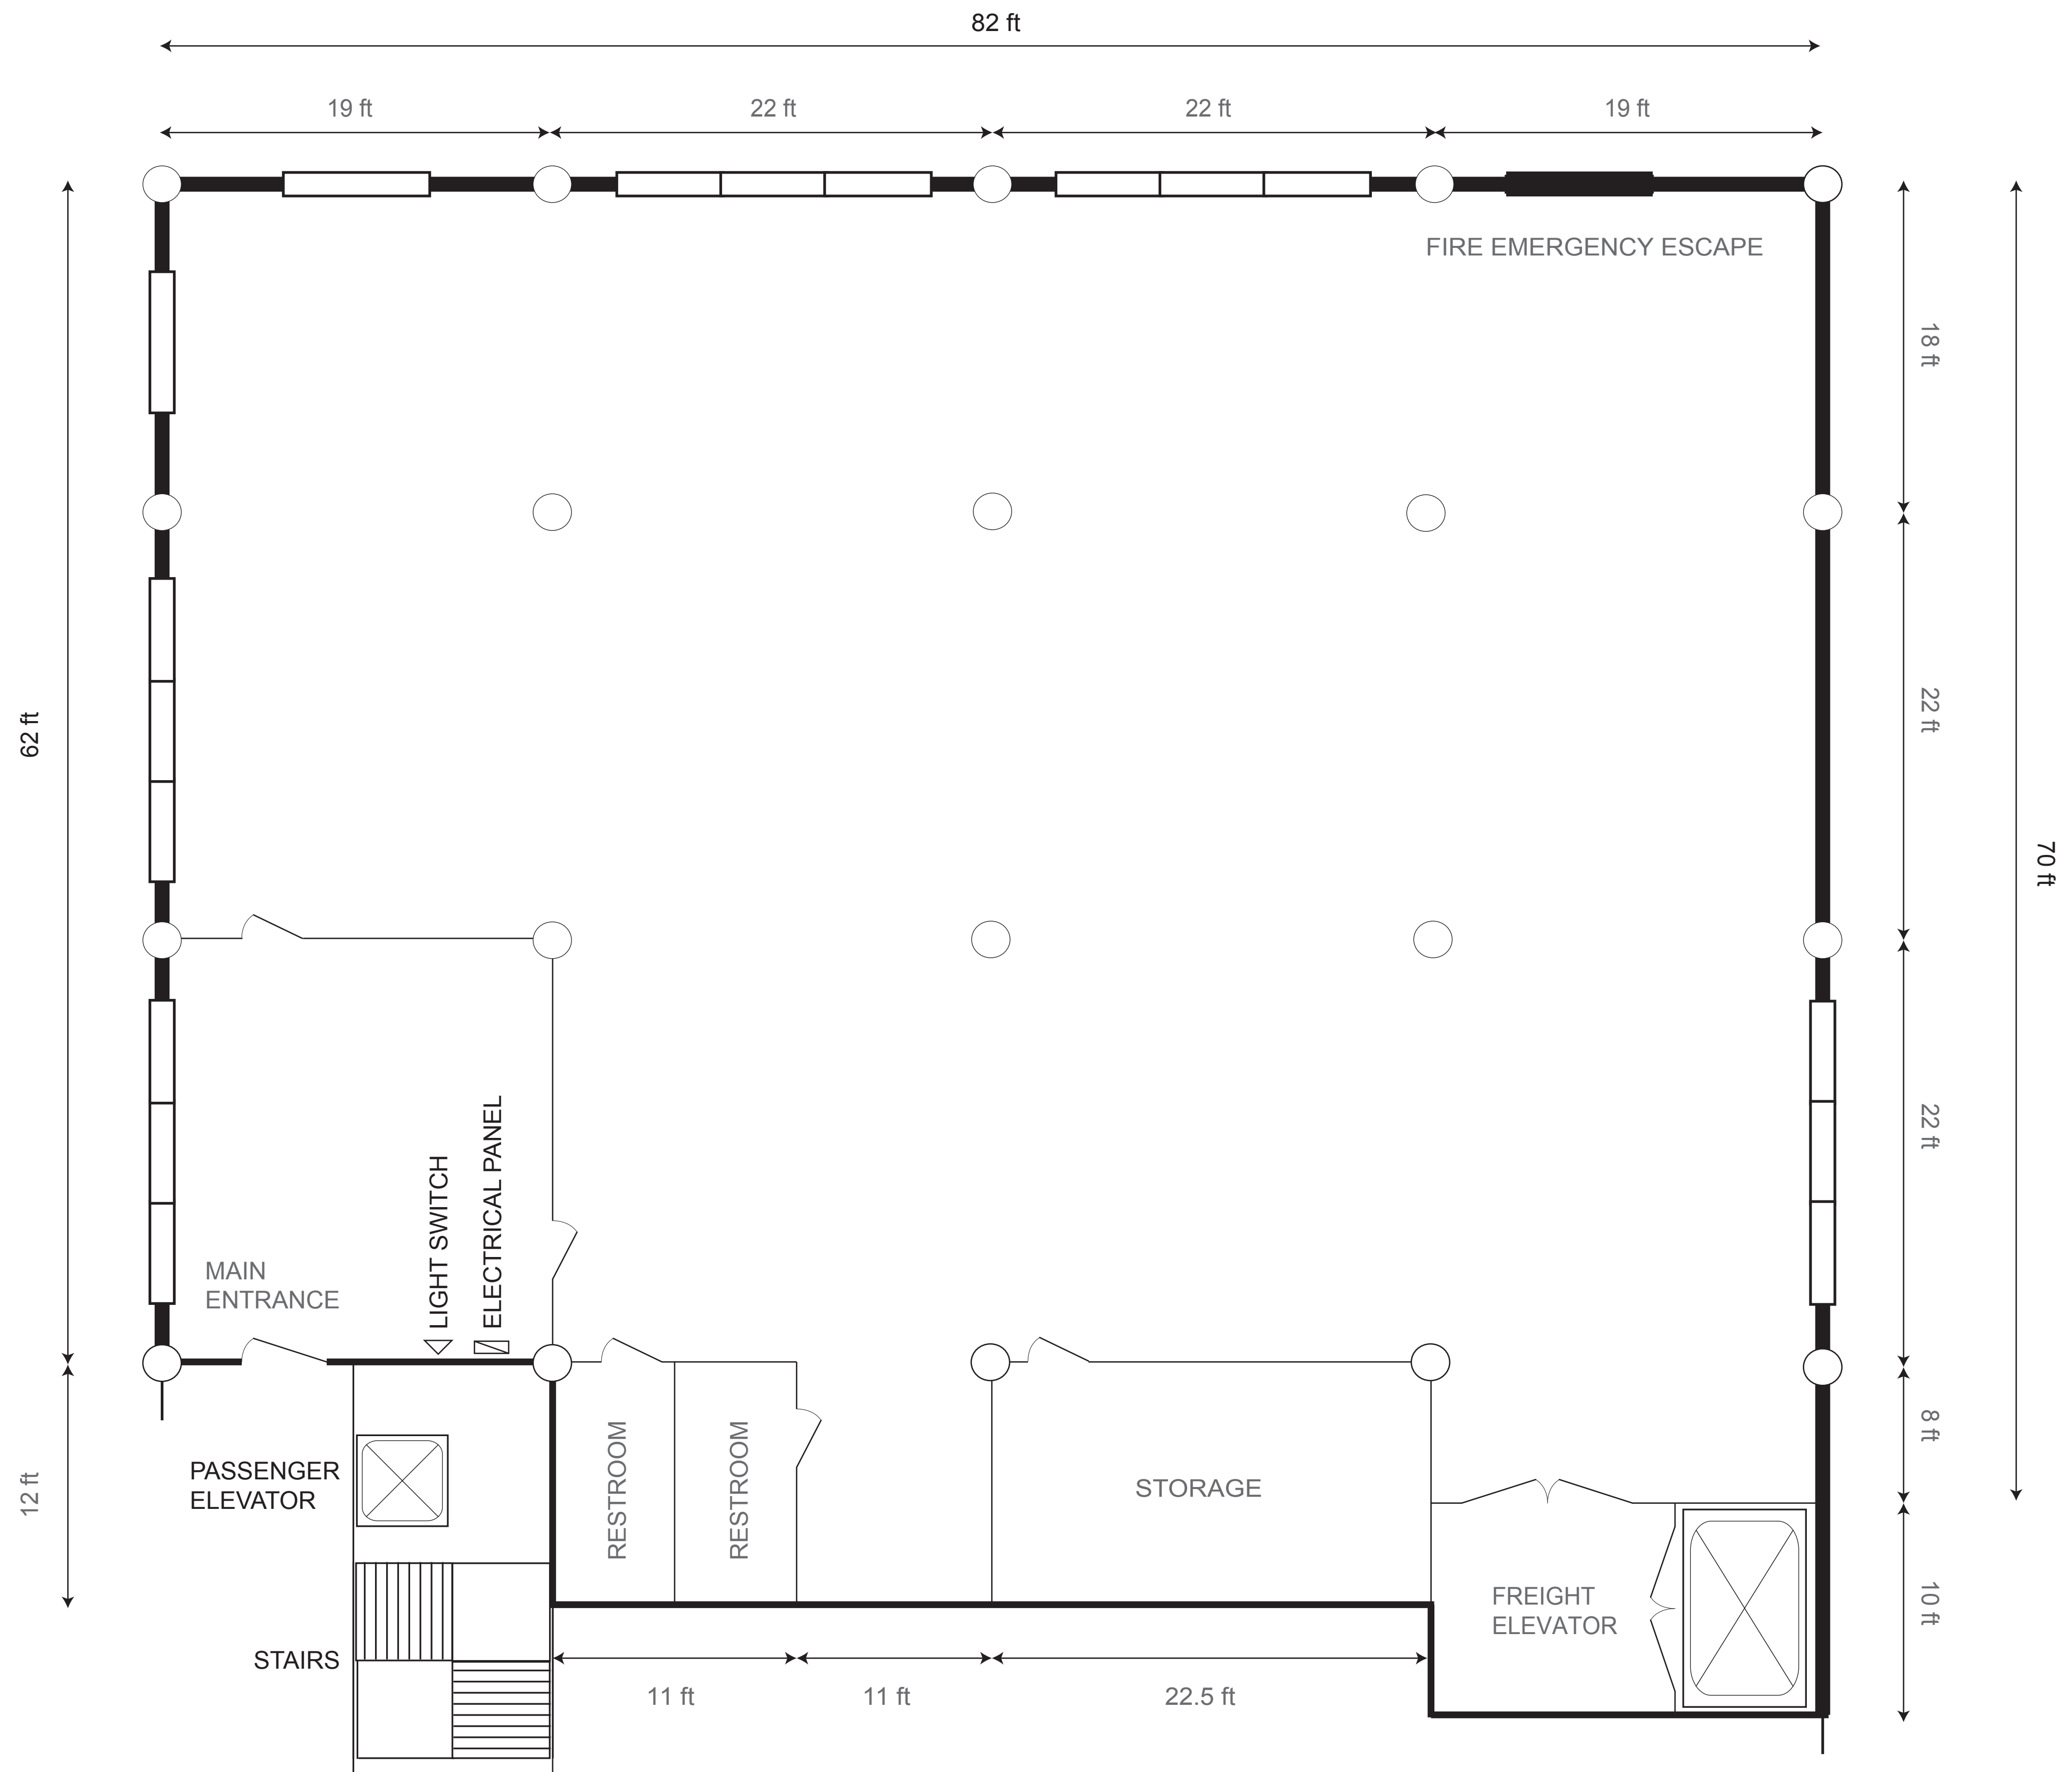 82 ft
19 ft
22 ft
22 ft
19 ft
FIRE EMERGENCY ESCAPE
18 ft
62 ft
22 ft
70 ft
22 ft
LIGHT SWITCH
ELECTRICAL PANEL
MAIN
ENTRANCE
8 ft
PASSENGER
ELEVATOR
12 ft
RESTROOM
RESTROOM
STORAGE
FREIGHT
ELEVATOR
10 ft
STAIRS
11 ft
11 ft
22.5 ft